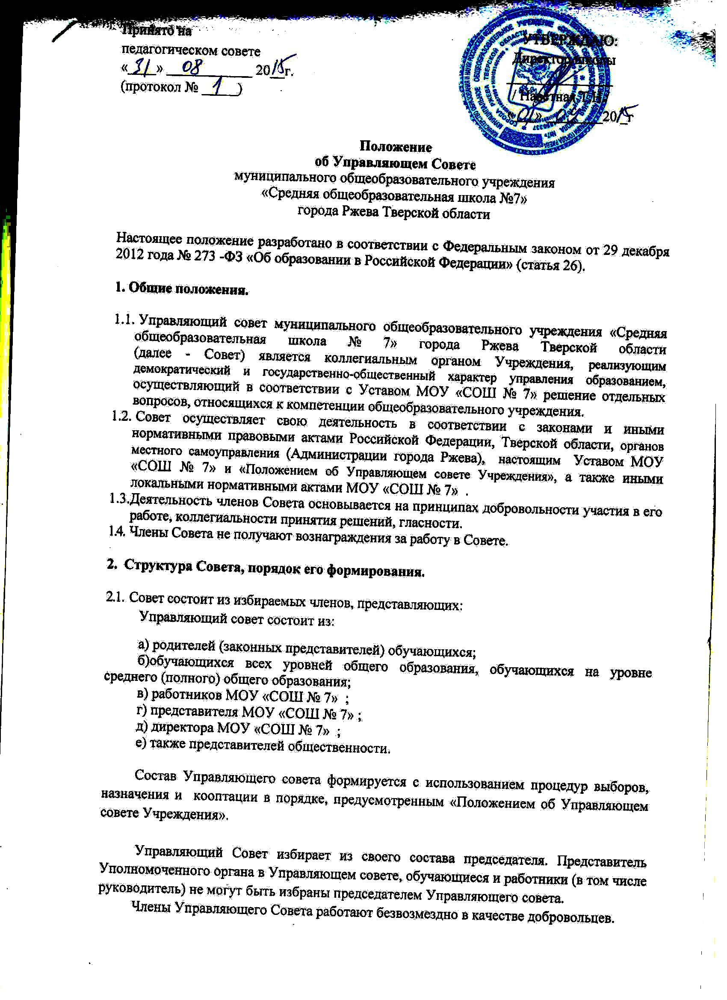 Принято на
педагогическом совете
«31» 08 2015г.
(протокол № 1 )
УТВЕРЖДАЮ:
Директор школы
Т.Н./
«01» 09 2015 г
Положение
об Управляющем Совете
муниципального общеобразовательного учреждения
«Средняя общеобразовательная школа №7»
города Ржева Тверской области
Настоящее положение разработано в соответствии с Федеральным законом от 29 декабря
2012 года № 273 -ФЗ «Об образовании в Российской Федерации» (статья 26).
1. Общие положения.
1.1. Управляющий совет муниципального общеобразовательного учреждения «Средняя
общеобразовательная школа № 7» города Ржева Тверской области
(далее - Совет) является коллегиальным органом Учреждения, реализующим
демократический и государственно-общественный характер управления образованием,
осуществляющий в соответствии с Уставом МОУ «СОШ № 7» решение отдельных
вопросов, относящихся к компетенции общеобразовательного учреждения.
1.2. Совет осуществляет свою деятельность в соответствии с законами и иными
нормативными правовыми актами Российской Федерации, Тверской области, органов
местного самоуправления (Администрации города Ржева), настоящим Уставом МОУ
«СОШ № 7» и «Положением об Управляющем совете Учреждения», а также иными
локальными нормативными актами МОУ «СОШ № 7» .
1.3.Деятельность членов Совета основывается на принципах добровольности участия в его
работе, коллегиальности принятия решений, гласности.
1.4. Члены Совета не получают вознаграждения за работу в Совете.
2. Структура Совета, порядок его формирования.
2.1. Совет состоит из избираемых членов, представляющих:
Управляющий совет состоит из:
а) родителей (законных представителей) обучающихся;
б)обучающихся всех уровней общего образования, обучающихся на уровне
среднего (полного) общего образования;
в) работников МОУ «СОШ № 7» ;
г) представителя МОУ «СОШ № 7» ;
д) директора МОУ «СОШ № 7» ;
е) также представителей общественности.
Состав Управляющего совета формируется с использованием процедур выборов,
назначения и кооптации в порядке, предусмотренным «Положением об Управляющем
совете Учреждения».
Управляющий Совет избирает из своего состава председателя. Представитель
Уполномоченного органа в Управляющем совете, обучающиеся и работники (в том числе
руководитель) не могут быть избраны председателем Управляющего совета.
Члены Управляющего Совета работают безвозмездно в качестве добровольцев.